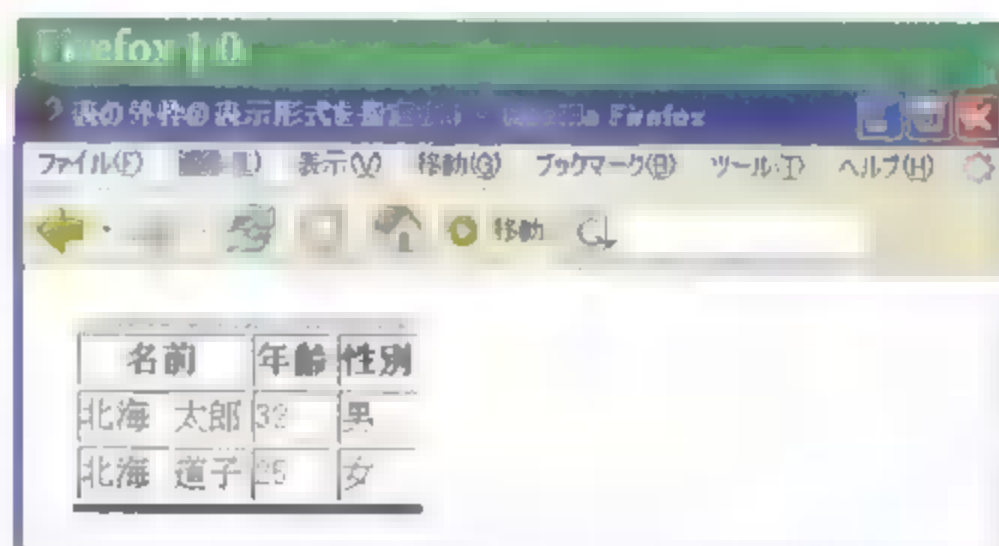 Firefox 1.0
表の外枠の表示形式を指定 Firefox
ファイル(F) 表示(V) 移動(G) ブックマーク(B) ツール(T) ヘルプ(H)
移動
名前 年齢 性別
北海 太郎 32 男
北海 道子 25 女